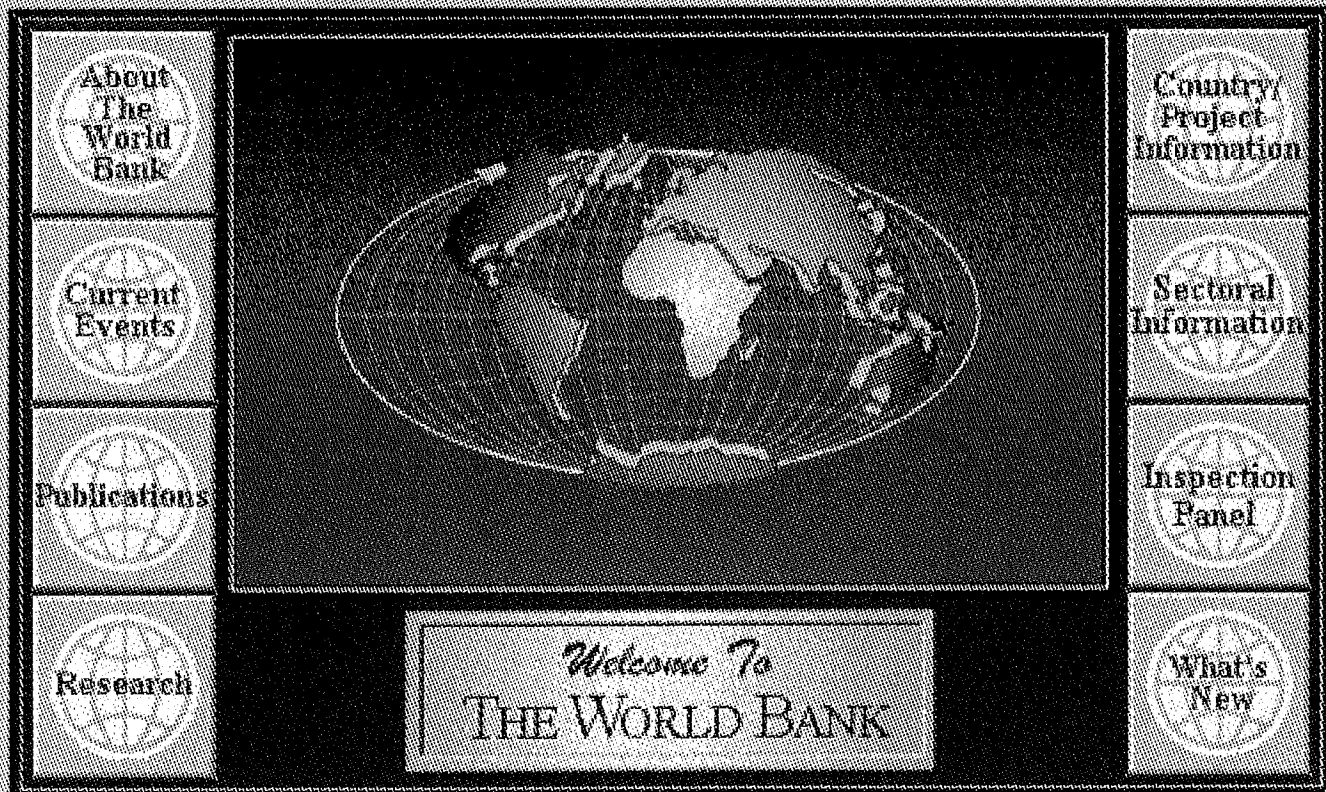 About
The
World
Bank
Current
Events
Publications
Research
Welcome To
THE WORLD BANK
Country/
Project
Information
Sectoral
Information
Inspection
Panel
What's
New